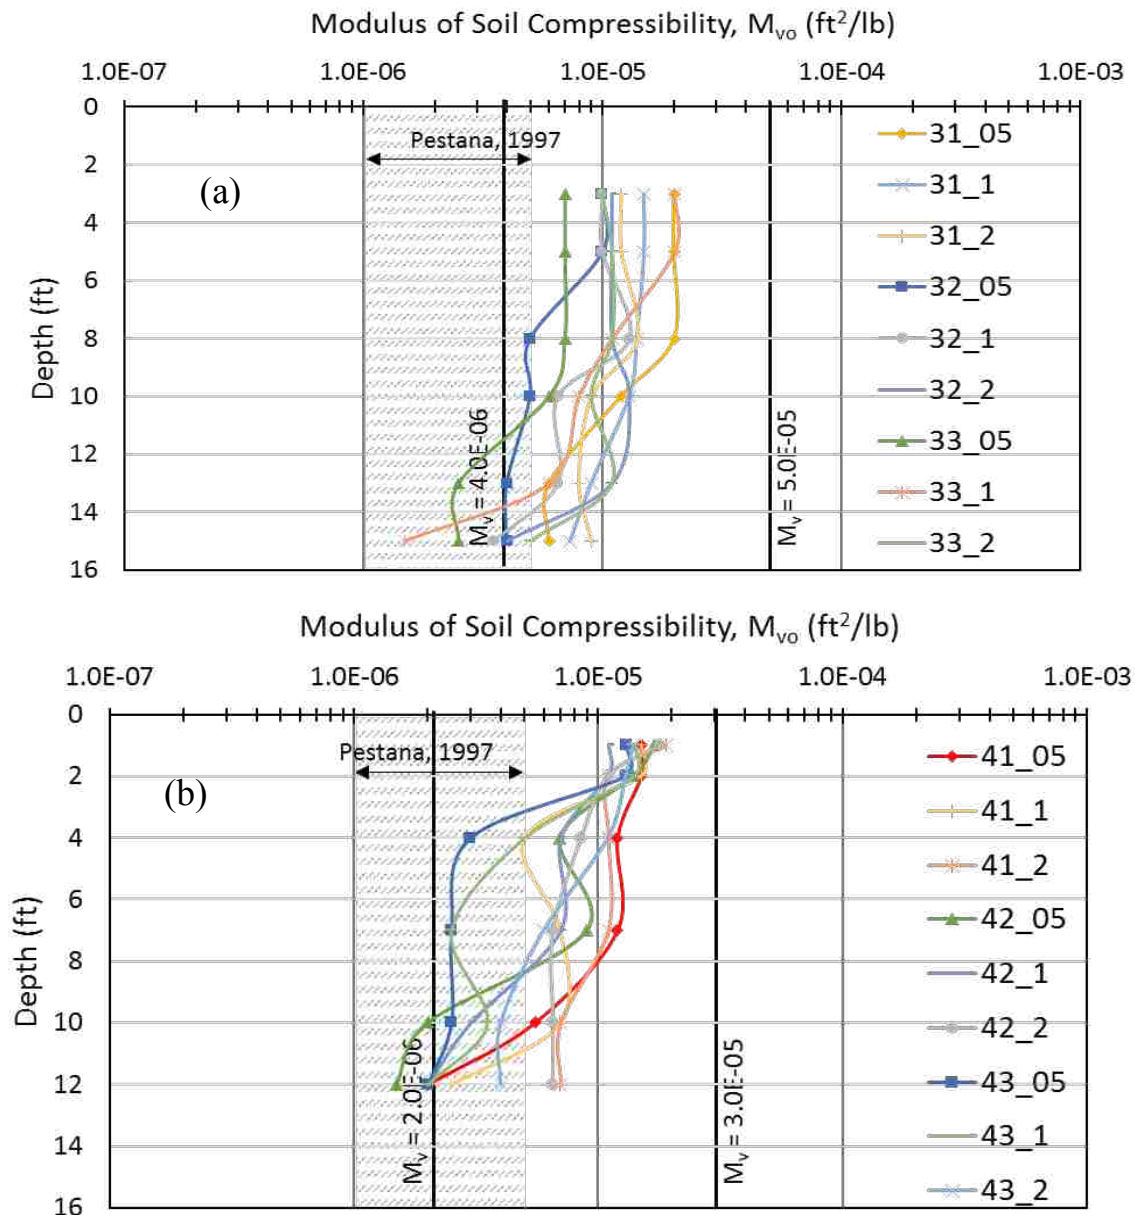 Modulus of Soil Compressibility, Mvo (ft2/lb)
1.0E-07 1.0E-06 1.0E-05 1.0E-04 1.0E-03
0
Pestana, 1997
2
(a)
4
6
8
10
12
14
16
Depth (ft)
Mv = 4.0E-06
Mv = 5.0E-05
31_05
31_1
31_2
32_05
32_1
32_2
33_05
33_1
33_2
Modulus of Soil Compressibility, Mvo (ft2/lb)
1.0E-07 1.0E-06 1.0E-05 1.0E-04 1.0E-03
0
Pestana, 1997
2
(b)
4
6
8
10
12
14
16
Depth (ft)
Mv = 2.0E-06
Mv = 3.0E-05
41_05
41_1
41_2
42_05
42_1
42_2
43_05
43_1
43_2